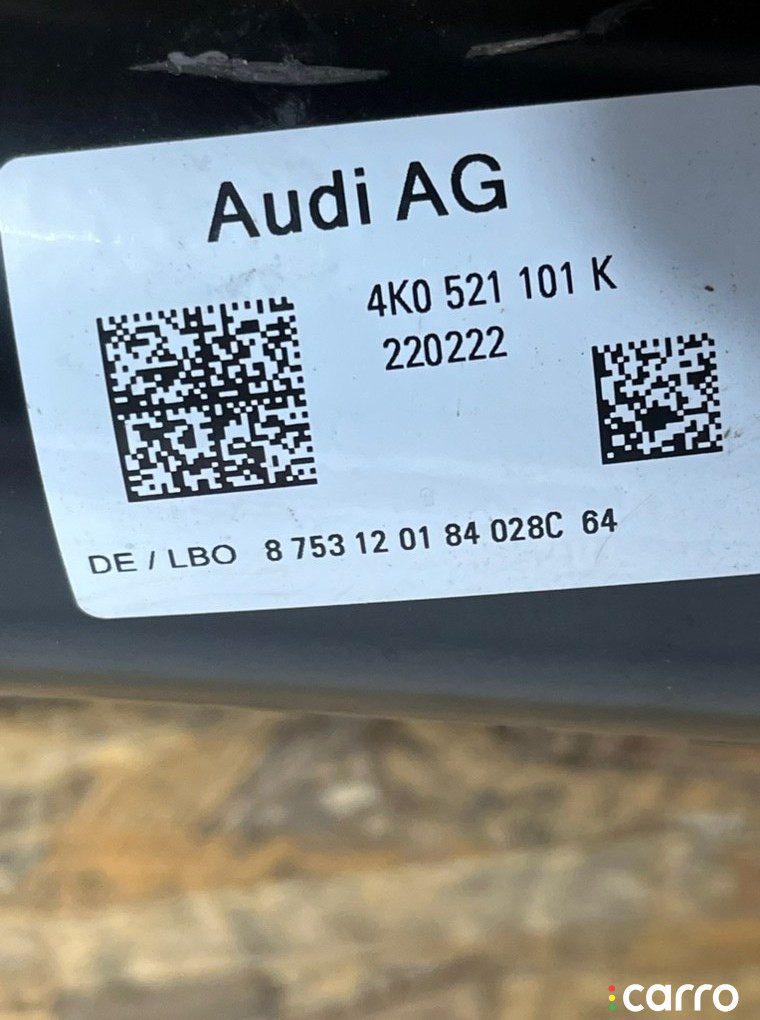 Audi AG
4K0 521 101 K
220222
DE / LBO 8 753 12 01 84 028C 64
carro